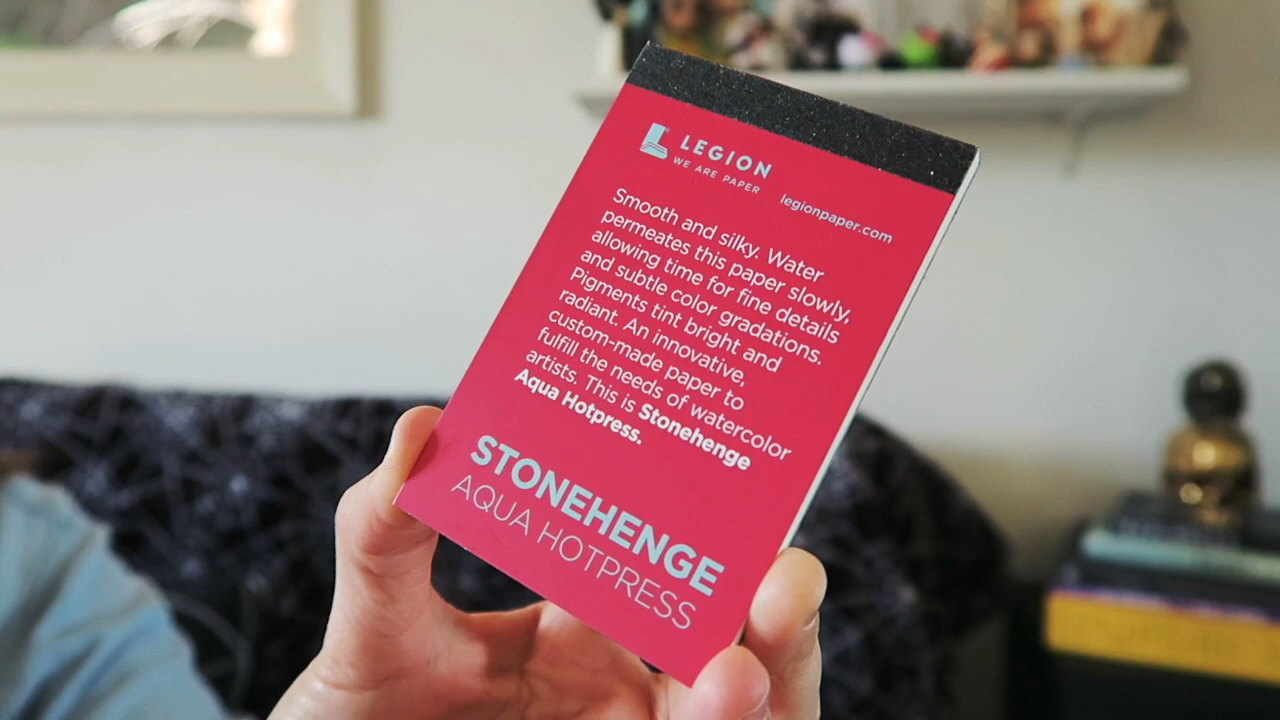 LEGION
WE ARE PAPER
legionpaper.com
Smooth and silky. Water
permeates this paper slowly,
allowing time for fine details
and subtle color gradations.
Pigments tint bright and
radiant. An innovative,
custom-made paper to
fulfill the needs of watercolor
artists. This is Stonehenge
Aqua Hotpress.
STONEHENGE
AQUA HOTPRESS